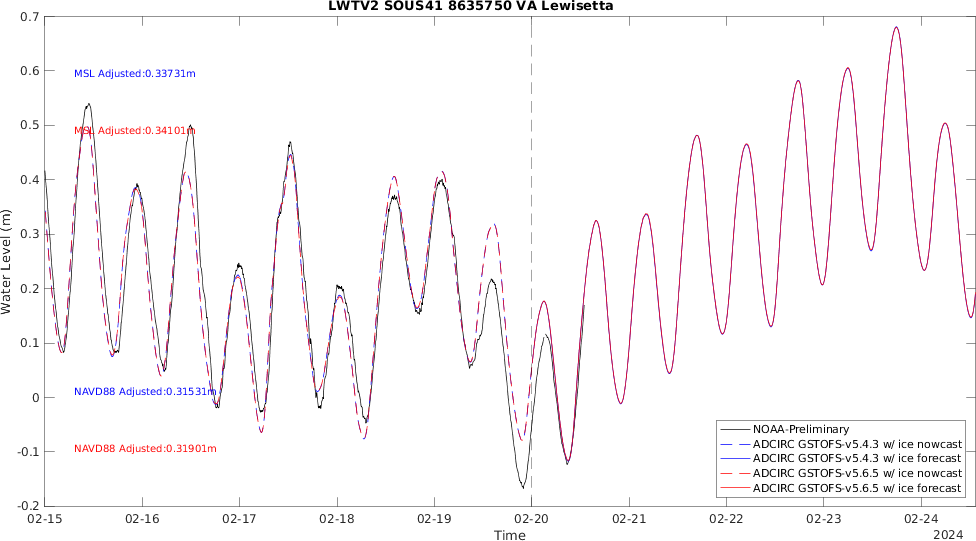 LWTV2 SOUS41 8635750 VA Lewisetta
0.7
0.6
0.5
0.4
0.3
0.2
0.1
0
-0.1
-0.2
Water Level (m)
MSL Adjusted:0.33731m
MSL Adjusted:0.34101m
NAVD88 Adjusted:0.31531m
NAVD88 Adjusted:0.31901m
NOAA-Preliminary
ADCIRC GSTOFS-v5.4.3 w/ ice nowcast
ADCIRC GSTOFS-v5.4.3 w/ ice forecast
ADCIRC GSTOFS-v5.6.5 w/ ice nowcast
ADCIRC GSTOFS-v5.6.5 w/ ice forecast
02-15 02-16 02-17 02-18 02-19 02-20 02-21 02-22 02-23 02-24
Time
2024